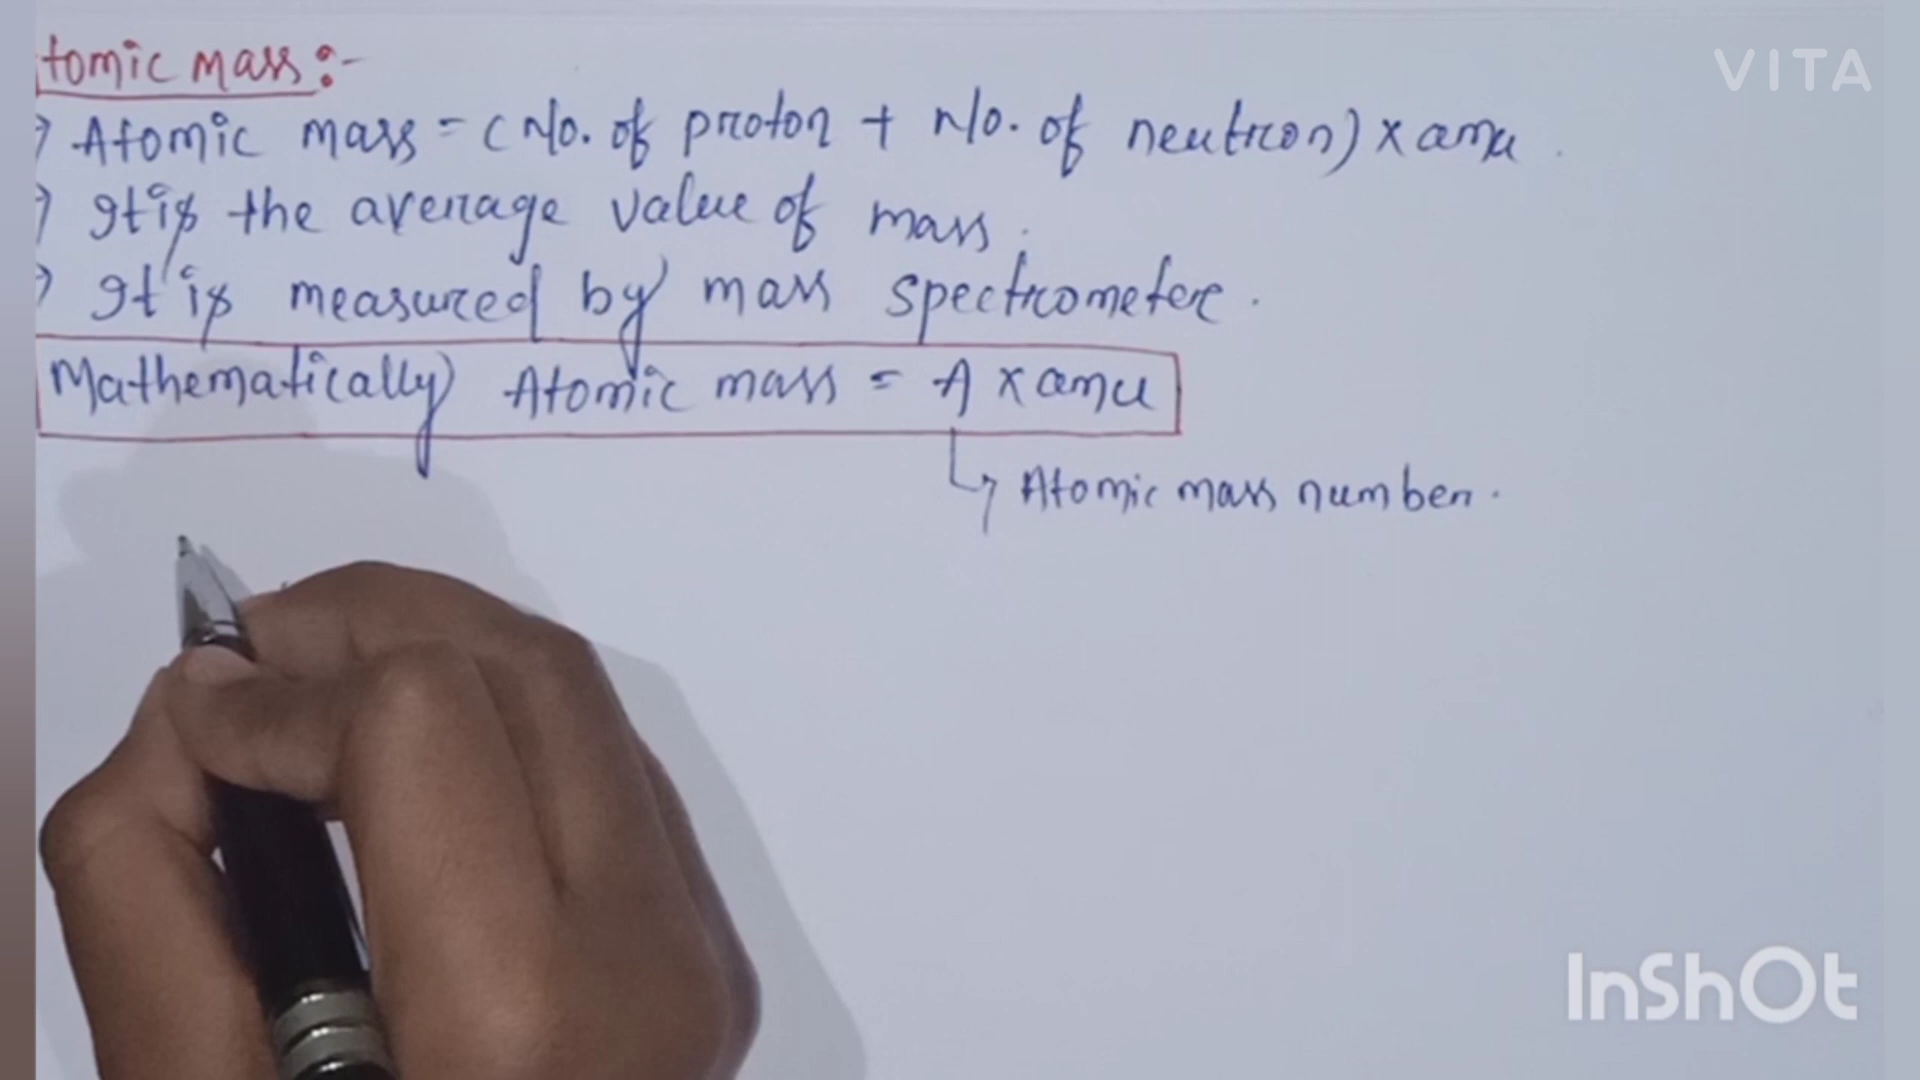 tomic mass :-
VITA
Atomic mass = (No. of proton + No. of neutron) x amu
It is the average value of mass.
It is measured by mass spectrometer.
Mathematically Atomic mass = A x amu
Atomic mass number.
InShOt